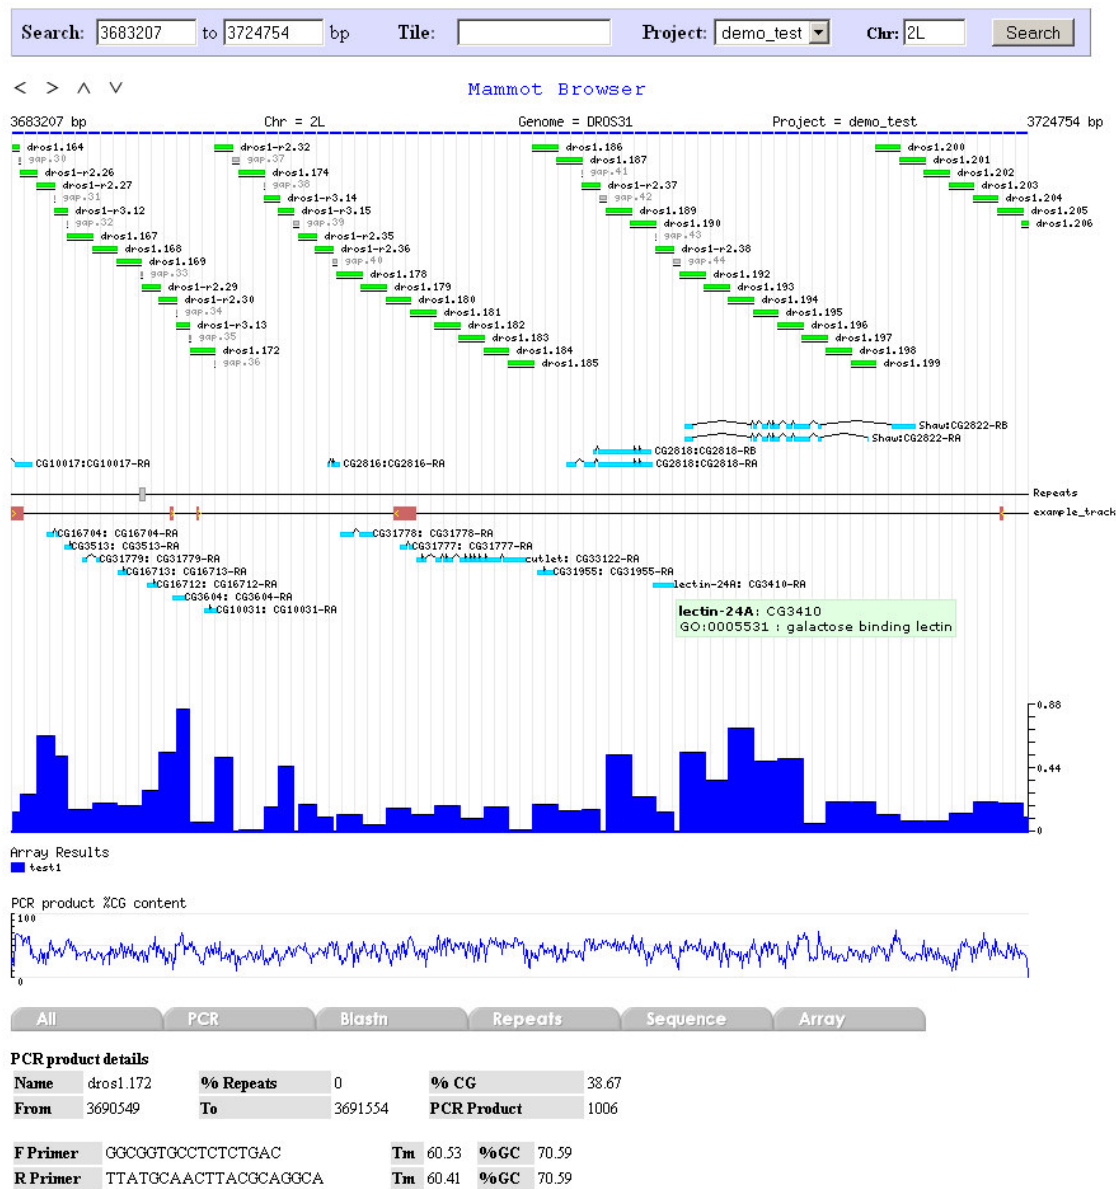 Search: 3683207 to 3724754 bp Tile: Project: demo_test Chr: 2L Search
< > ∧ ∨ Mammot Browser
3683207 bp Chr = 2L Genome = DROS31 Project = demo_test 3724754 bp
dros1.164 dros1-r2.32 dros1.186 dros1.200
gap.30 gap.37 dros1.187 dros1.201
dros1-r2.26 dros1.174 gap.41 dros1.202
dros1-r2.27 gap.38 dros1-r2.37 dros1.203
gap.31 dros1-r3.14 gap.42 dros1.204
dros1-r3.12 dros1-r3.15 dros1.189 dros1.205
gap.32 gap.39 dros1.190 dros1.206
dros1.167 dros1-r2.35 gap.43
dros1.168 dros1-r2.36 dros1-r2.38
dros1.169 gap.40 gap.44
gap.33 dros1.178 dros1.192
dros1-r2.29 dros1.179 dros1.193
dros1-r2.30 dros1.180 dros1.194
gap.34 dros1.181 dros1.195
dros1-r3.13 dros1.182 dros1.196
gap.35 dros1.183 dros1.197
dros1.172 dros1.184 dros1.198
gap.36 dros1.185 dros1.199
Shaw:CG2822-RB
Shaw:CG2822-RA
CG2818:CG2818-RB
CG10017:CG10017-RA CG2816:CG2816-RA CG2818:CG2818-RA
Repeats
example_track
CG16704: CG16704-RA CG31778: CG31778-RA
CG3513: CG3513-RA CG31777: CG31777-RA
CG31779: CG31779-RA cutlet: CG33122-RA
CG16713: CG16713-RA CG31955: CG31955-RA
CG16712: CG16712-RA lectin-24A: CG3410-RA
CG3604: CG3604-RA
CG10031: CG10031-RA
lectin-24A: CG3410
GO:0005531 : galactose binding lectin
0.88
0.44
0
Array Results
test1
PCR product %CG content
100
0
All PCR Blastn Repeats Sequence Array
PCR product details
Name dros1.172 % Repeats 0 % CG 38.67
From 3690549 To 3691554 PCR Product 1006
F Primer GGCGGTGCCTCTCTGAC Tm 60.53 %GC 70.59
R Primer TTATGCAACTTACGCAGGCA Tm 60.41 %GC 70.59